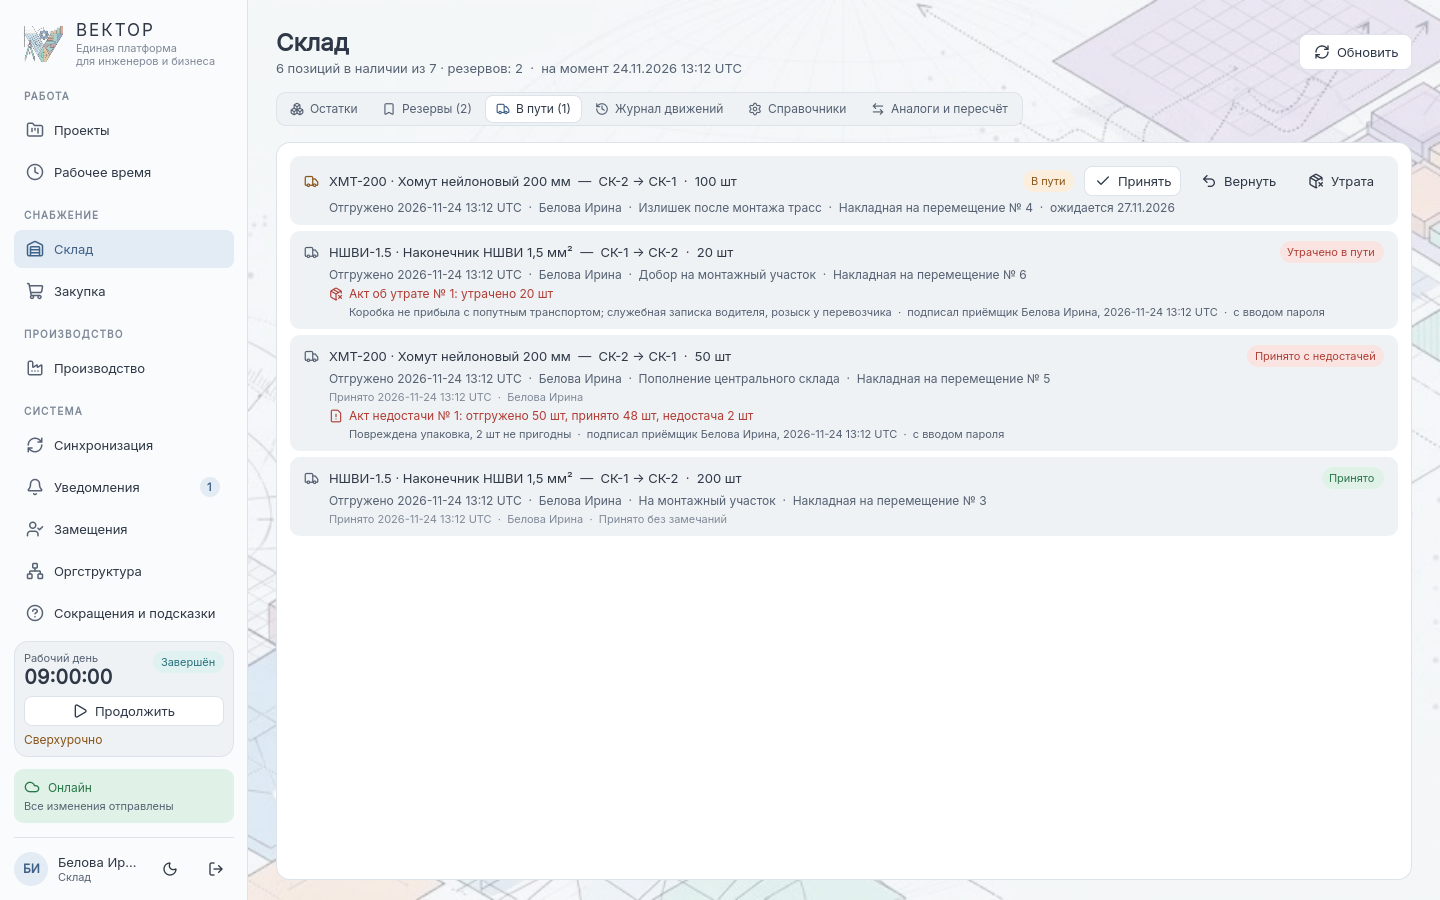 ВЕКТОР
Единая платформа
для инженеров и бизнеса
РАБОТА
Проекты
Рабочее время
СНАБЖЕНИЕ
Склад
Закупка
ПРОИЗВОДСТВО
Производство
СИСТЕМА
Синхронизация
Уведомления 1
Замещения
Оргструктура
Сокращения и подсказки
Рабочий день Завершён
09:00:00
Продолжить
Сверхурочно
Онлайн
Все изменения отправлены
БИ Белова Ир...
Склад
Склад
6 позиций в наличии из 7 · резервов: 2 · на момент 24.11.2026 13:12 UTC
Обновить
Остатки Резервы (2) В пути (1) Журнал движений Справочники Аналоги и пересчёт
ХМТ-200 · Хомут нейлоновый 200 мм — СК-2 → СК-1 · 100 шт В пути Принять Вернуть Утрата
Отгружено 2026-11-24 13:12 UTC · Белова Ирина · Излишек после монтажа трасс · Накладная на перемещение № 4 · ожидается 27.11.2026
НШВИ-1.5 · Наконечник НШВИ 1,5 мм² — СК-1 → СК-2 · 20 шт Утрачено в пути
Отгружено 2026-11-24 13:12 UTC · Белова Ирина · Добор на монтажный участок · Накладная на перемещение № 6
Акт об утрате № 1: утрачено 20 шт
Коробка не прибыла с попутным транспортом; служебная записка водителя, розыск у перевозчика · подписал приёмщик Белова Ирина, 2026-11-24 13:12 UTC · с вводом пароля
ХМТ-200 · Хомут нейлоновый 200 мм — СК-2 → СК-1 · 50 шт Принято с недостачей
Отгружено 2026-11-24 13:12 UTC · Белова Ирина · Пополнение центрального склада · Накладная на перемещение № 5
Принято 2026-11-24 13:12 UTC · Белова Ирина
Акт недостачи № 1: отгружено 50 шт, принято 48 шт, недостача 2 шт
Повреждена упаковка, 2 шт не пригодны · подписал приёмщик Белова Ирина, 2026-11-24 13:12 UTC · с вводом пароля
НШВИ-1.5 · Наконечник НШВИ 1,5 мм² — СК-1 → СК-2 · 200 шт Принято
Отгружено 2026-11-24 13:12 UTC · Белова Ирина · На монтажный участок · Накладная на перемещение № 3
Принято 2026-11-24 13:12 UTC · Белова Ирина · Принято без замечаний